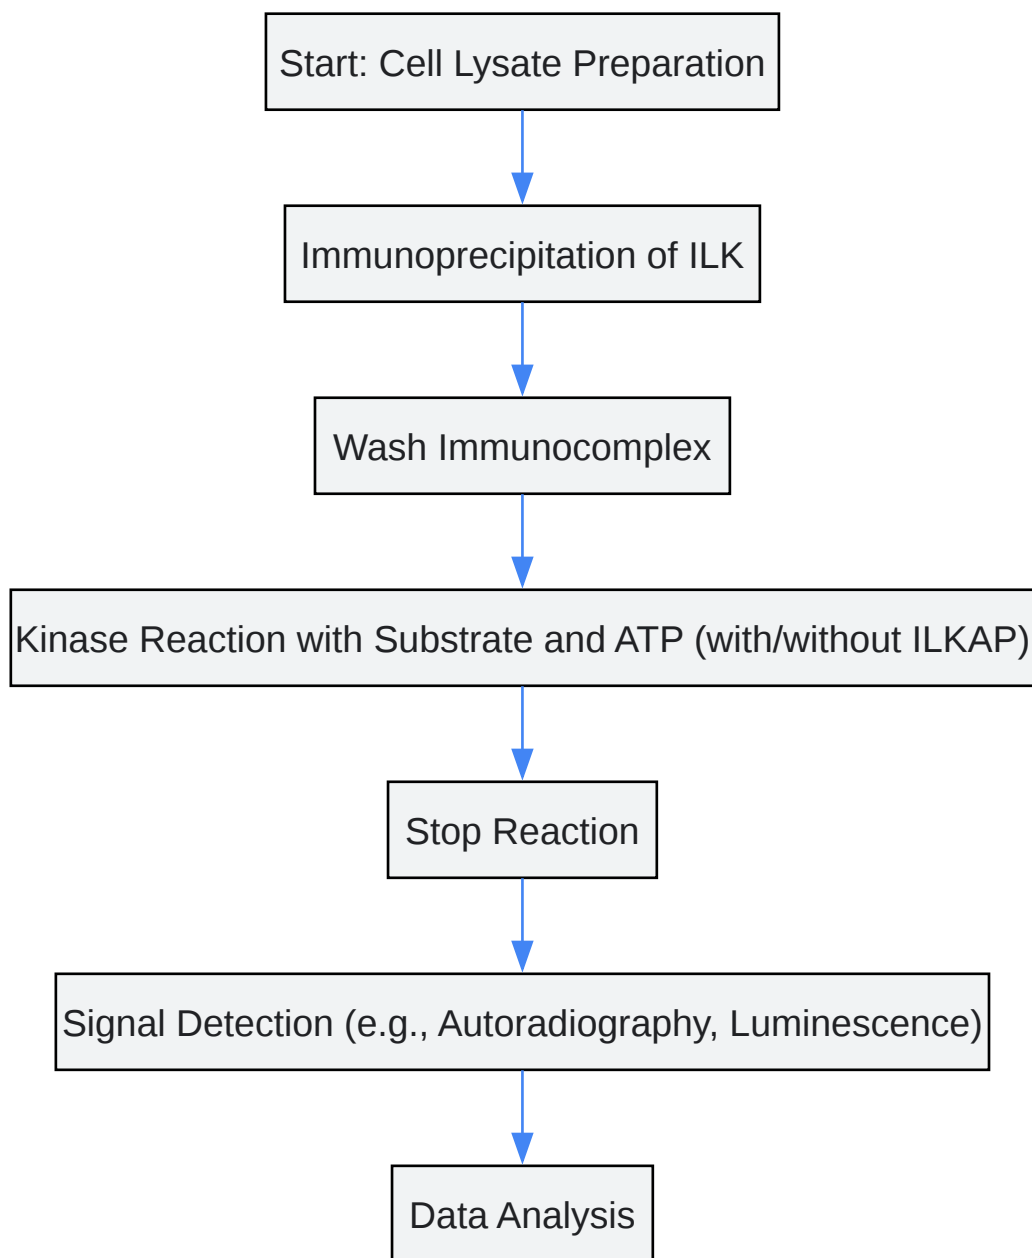 Start: Cell Lysate Preparation
Immunoprecipitation of ILK
Wash Immunocomplex
Kinase Reaction with Substrate and ATP (with/without ILKAP)
Stop Reaction
Signal Detection (e.g., Autoradiography, Luminescence)
Data Analysis